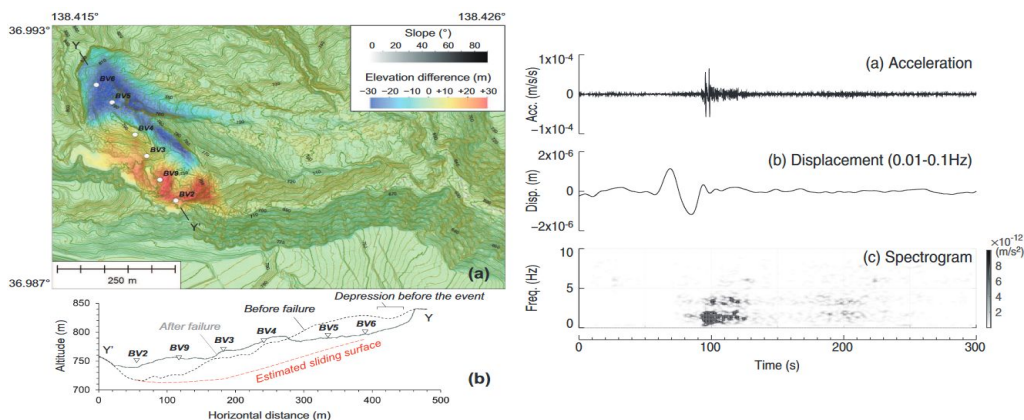 138.415°
138.426°
36.993°
Slope (°)
0 20 40 60 80
Elevation difference (m)
−30 −20 −10 0 +10 +20 +30
Y
BV6
BV5
BV4
BV3
BV9
BV2
Y'
250 m
(a)
36.987°
850
800
750
700
Altitude (m)
Depression before the event
Before failure
After failure
Y'
BV2
BV9
BV3
BV4
BV5
BV6
Y
Estimated sliding surface
(b)
0 100 200 300 400 500
Horizontal distance (m)
(a) Acceleration
1x10-4
0
−1x10-4
Acc. (m/s/s)
(b) Displacement (0.01-0.1Hz)
2x10-6
0
−2x10-6
Disp. (m)
(c) Spectrogram
10
5
0
Freq. (Hz)
×10-12
(m/s²)
8
6
4
2
0 100 200 300
Time (s)